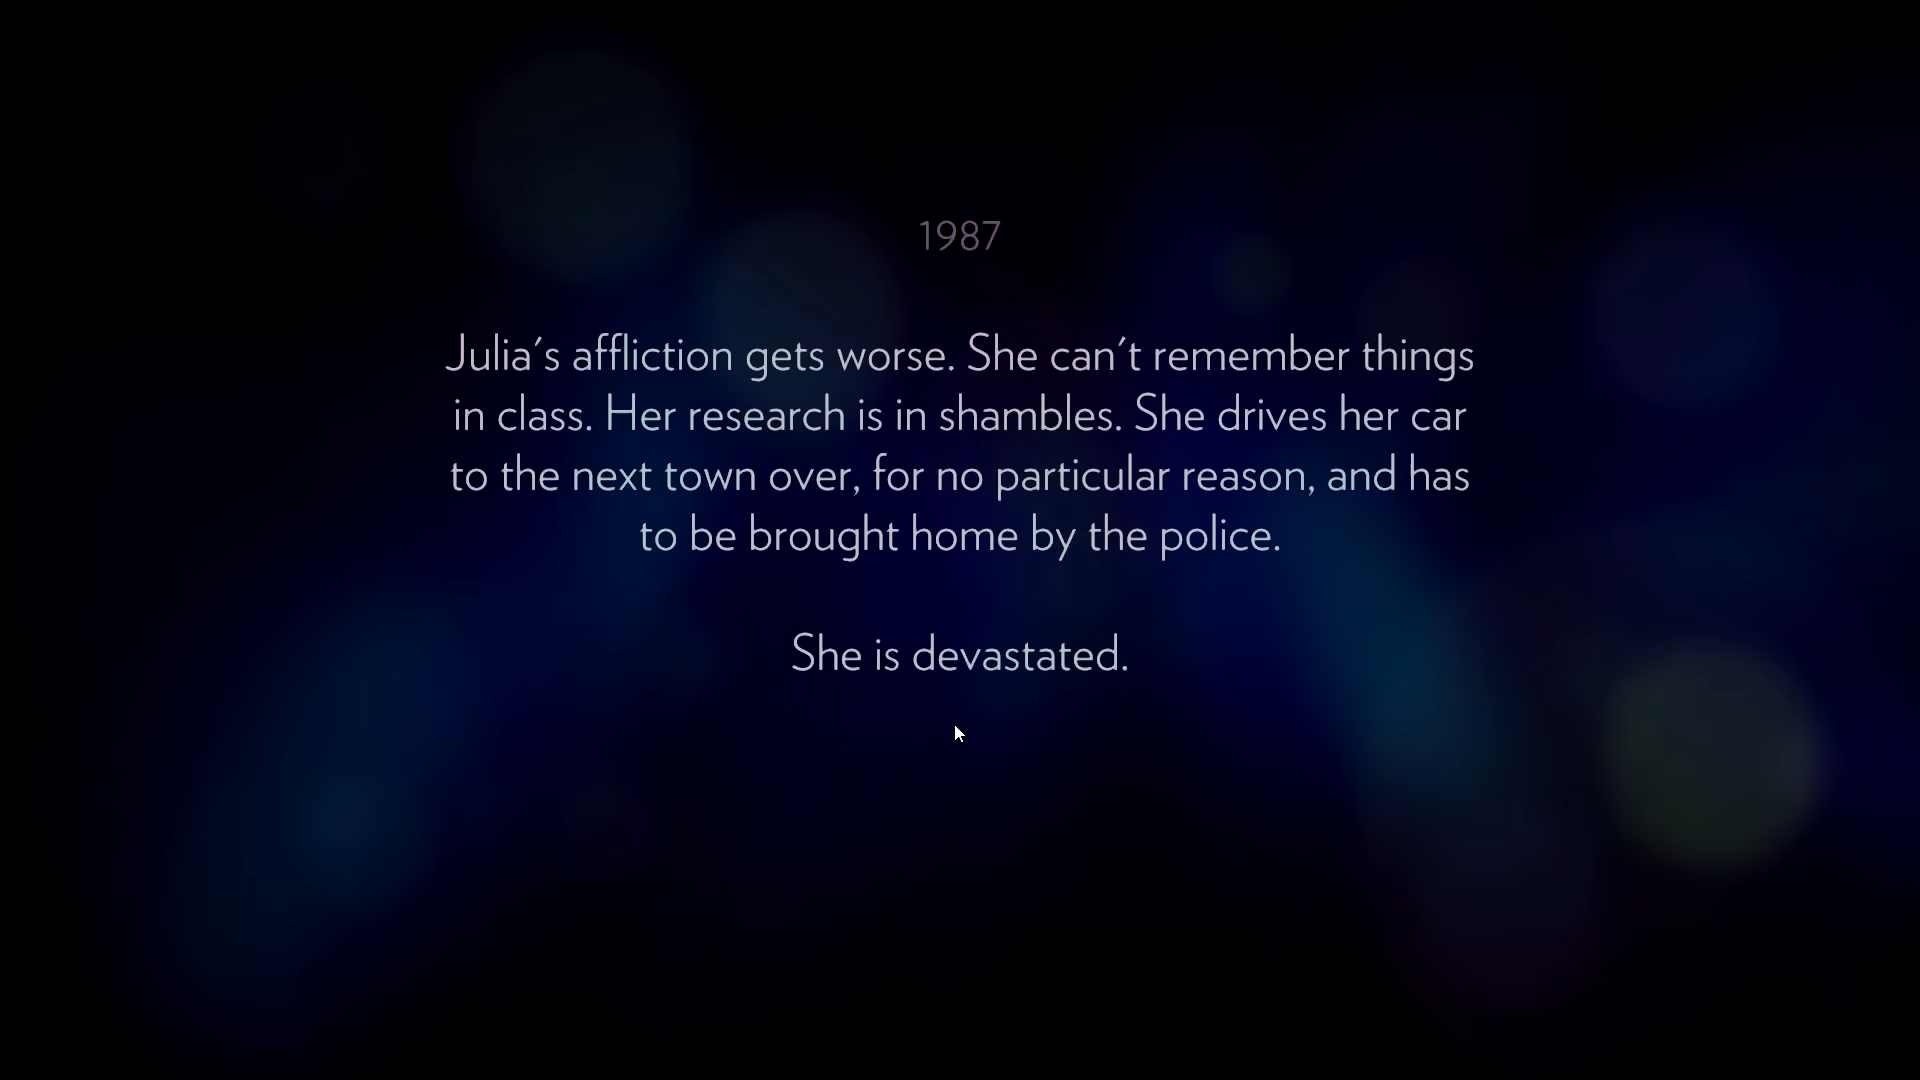 1987
Julia's affliction gets worse. She can't remember things
in class. Her research is in shambles. She drives her car
to the next town over, for no particular reason, and has
to be brought home by the police.
She is devastated.